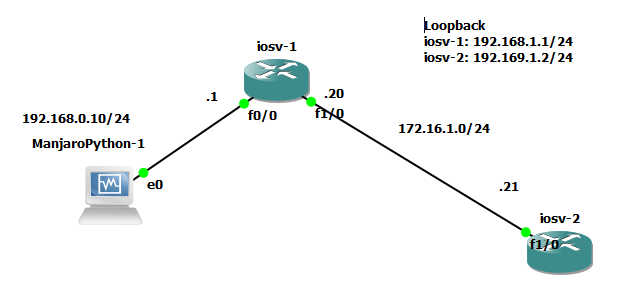 Loopback
iosv-1: 192.168.1.1/24
iosv-2: 192.169.1.2/24
iosv-1
.1
.20
f0/0
f1/0
192.168.0.10/24
ManjaroPython-1
e0
172.16.1.0/24
.21
iosv-2
f1/0